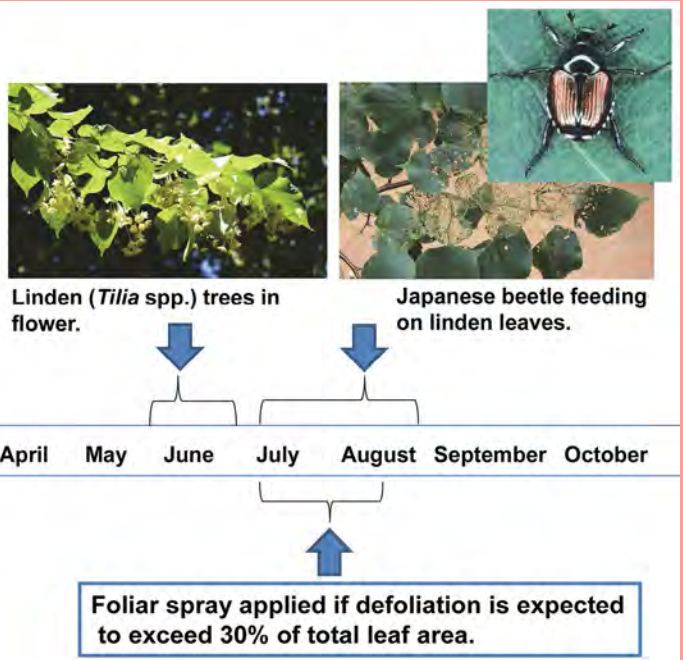 Linden (Tilia spp.) trees in
flower.
Japanese beetle feeding
on linden leaves.
April May June July August September October
Foliar spray applied if defoliation is expected
to exceed 30% of total leaf area.